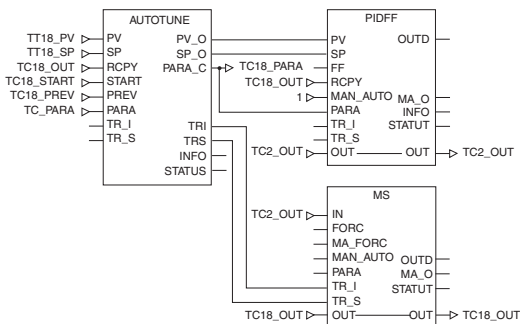 AUTOTUNE
TT18_PV PV PV_O
TT18_SP SP SP_O
TC18_OUT RCPY PARA_C
TC18_START START
TC18_PREV PREV
TC_PARA PARA
TR_I
TR_S
TRI
TRS
INFO
STATUS
PIDFF
PV OUTD
SP
TC18_PARA FF
TC18_OUT RCPY
1 MAN_AUTO MA_O
PARA INFO
TR_I STATUT
TR_S
TC2_OUT OUT OUT TC2_OUT
MS
TC2_OUT IN
FORC
MA_FORC
MAN_AUTO OUTD
PARA MA_O
TR_I STATUT
TR_S
TC18_OUT OUT OUT TC18_OUT